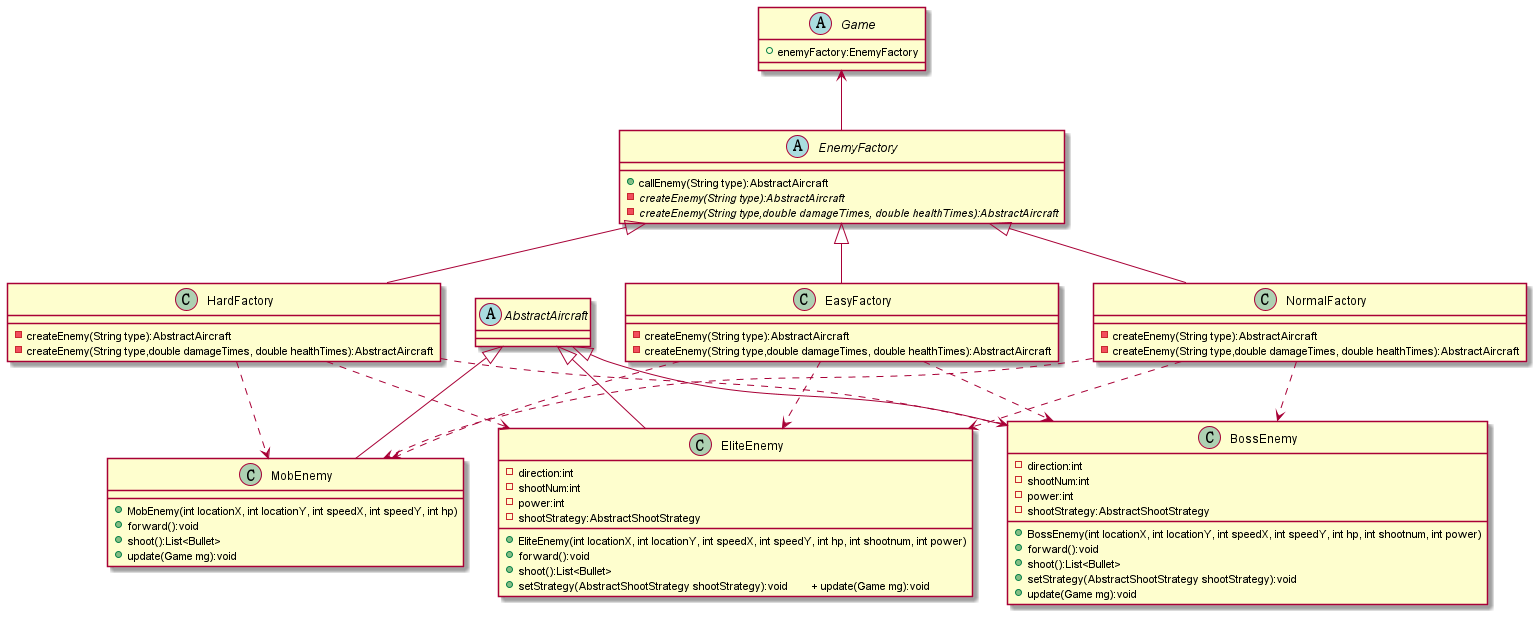 A Game
enemyFactory:EnemyFactory
A EnemyFactory
callEnemy(String type):AbstractAircraft
createEnemy(String type):AbstractAircraft
createEnemy(String type,double damageTimes, double healthTimes):AbstractAircraft
C HardFactory
createEnemy(String type):AbstractAircraft
createEnemy(String type,double damageTimes, double healthTimes):AbstractAircraft
A AbstractAircraft
C EasyFactory
createEnemy(String type):AbstractAircraft
createEnemy(String type,double damageTimes, double healthTimes):AbstractAircraft
C NormalFactory
createEnemy(String type):AbstractAircraft
createEnemy(String type,double damageTimes, double healthTimes):AbstractAircraft
C MobEnemy
MobEnemy(int locationX, int locationY, int speedX, int speedY, int hp)
forward():void
shoot():List<Bullet>
update(Game mg):void
C EliteEnemy
direction:int
shootNum:int
power:int
shootStrategy:AbstractShootStrategy
EliteEnemy(int locationX, int locationY, int speedX, int speedY, int hp, int shootnum, int power)
forward():void
shoot():List<Bullet>
setStrategy(AbstractShootStrategy shootStrategy):void + update(Game mg):void
C BossEnemy
direction:int
shootNum:int
power:int
shootStrategy:AbstractShootStrategy
BossEnemy(int locationX, int locationY, int speedX, int speedY, int hp, int shootnum, int power)
forward():void
shoot():List<Bullet>
setStrategy(AbstractShootStrategy shootStrategy):void
update(Game mg):void